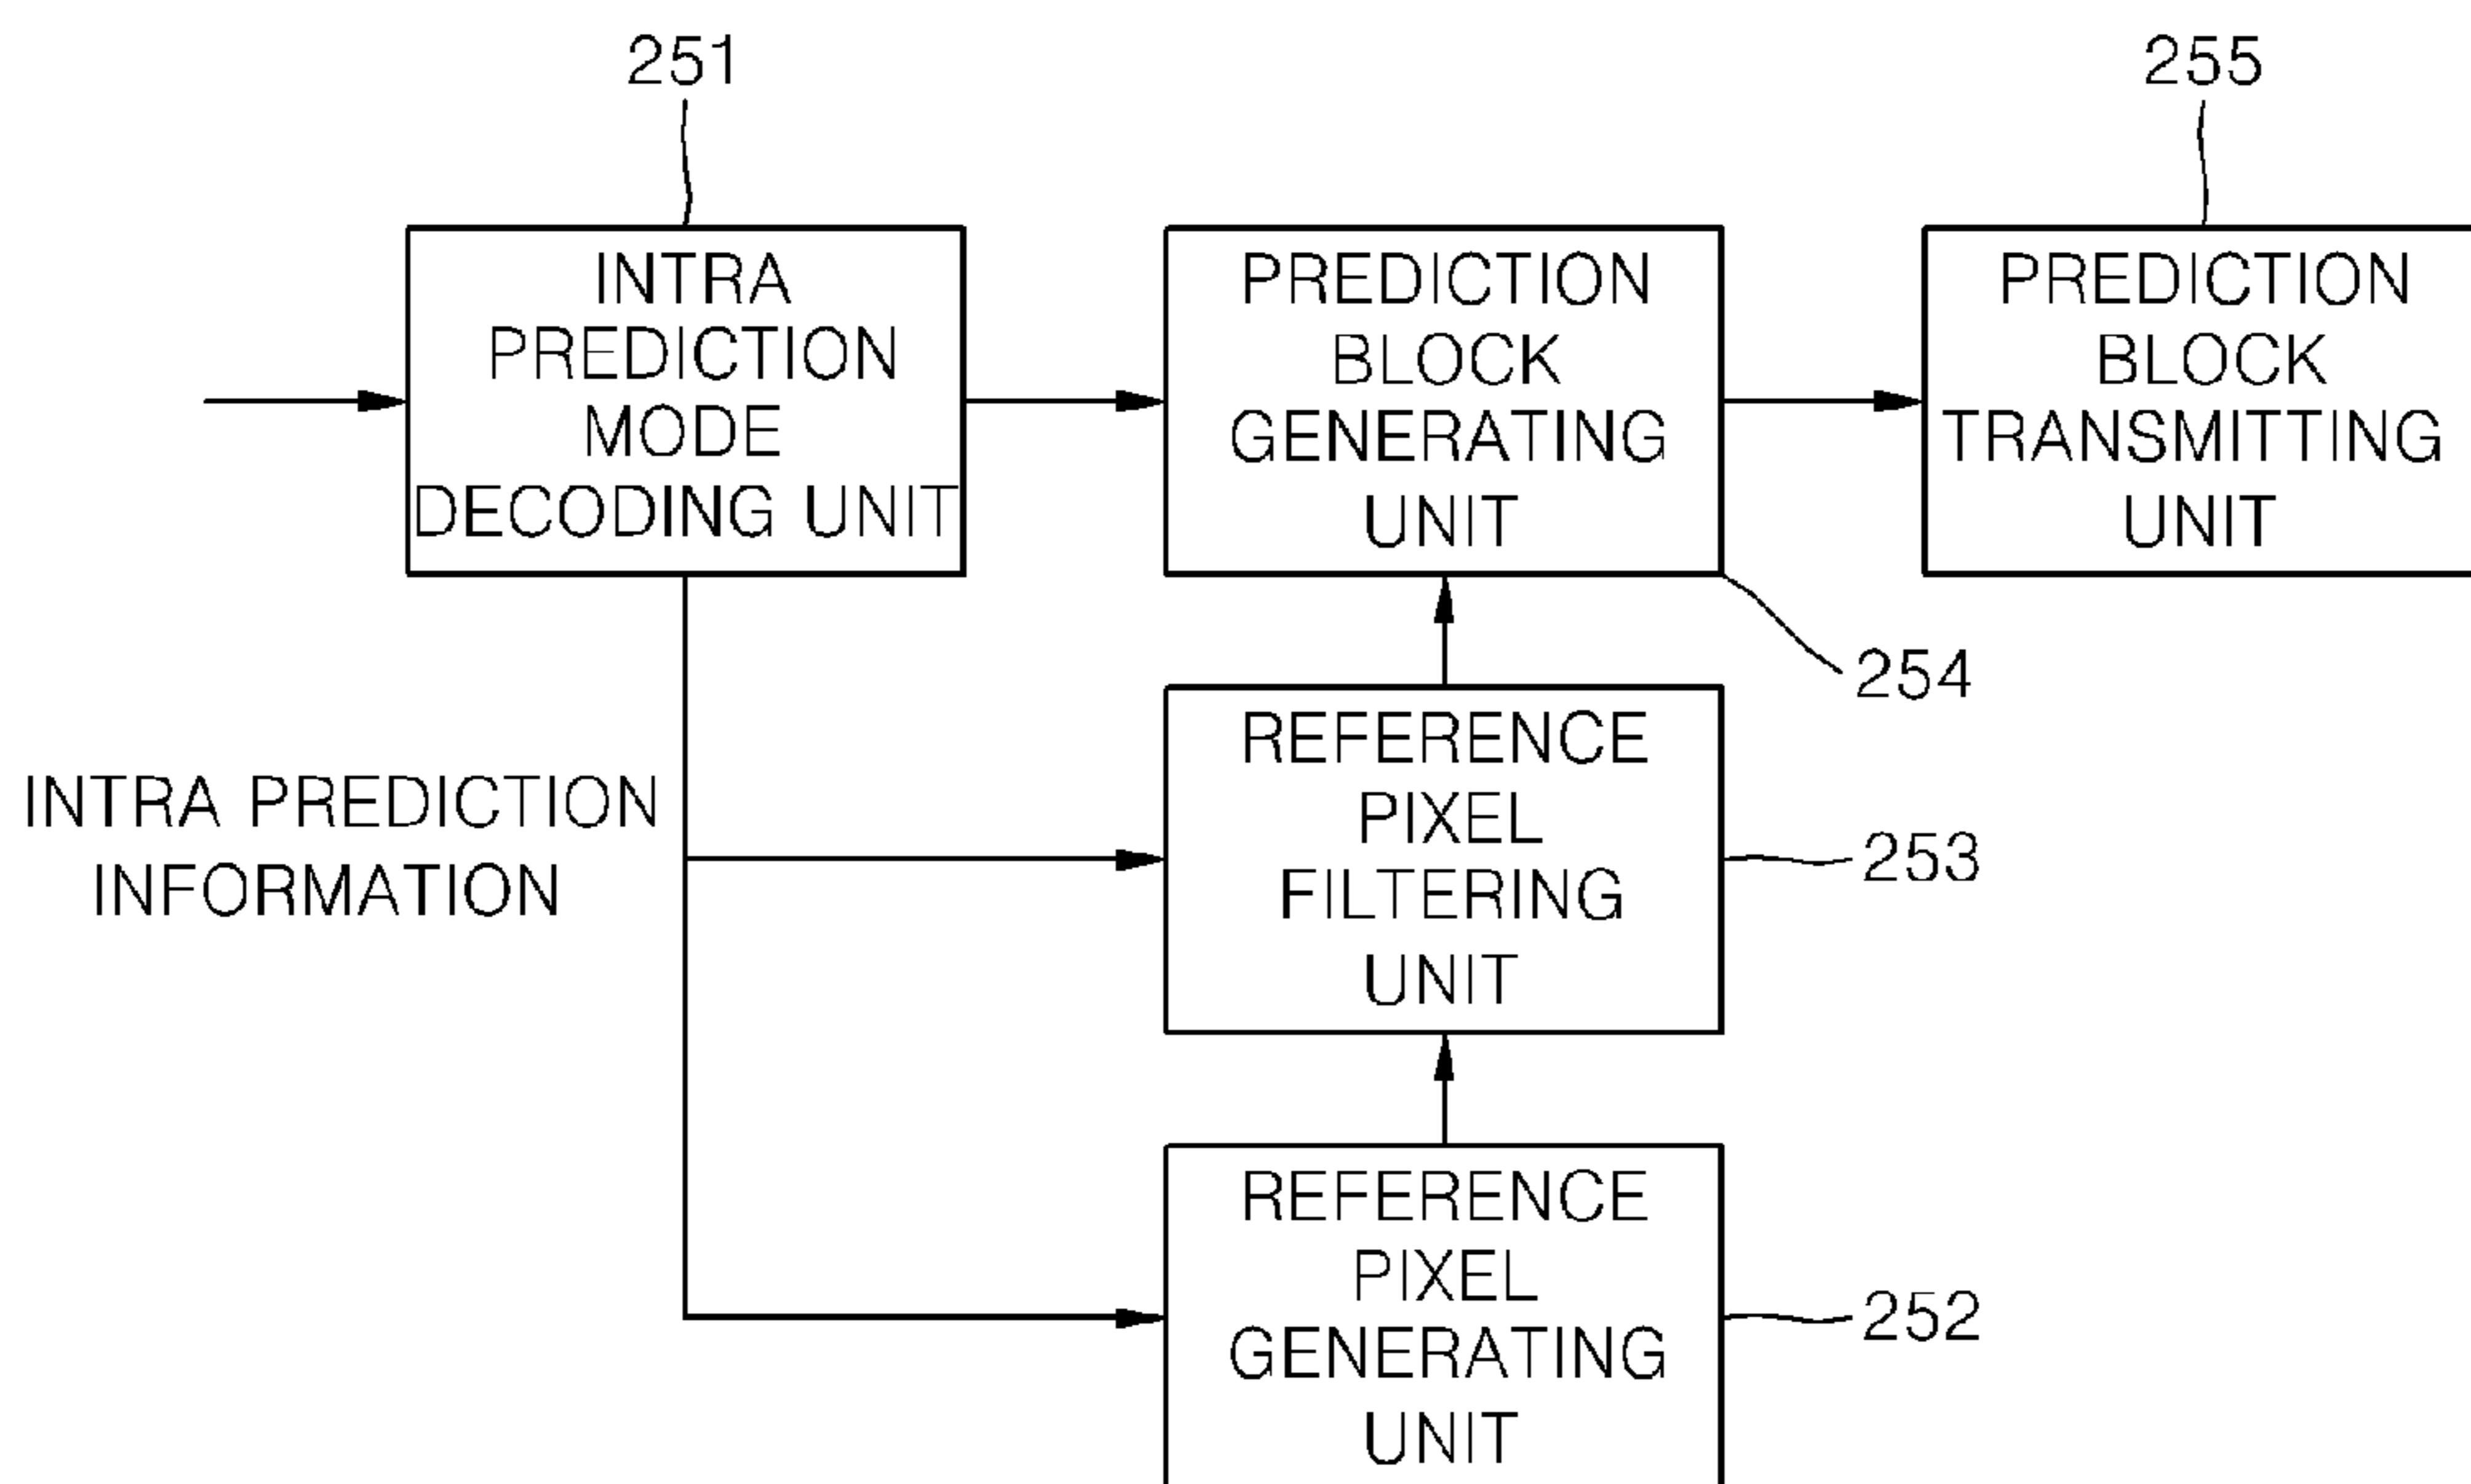 251
255
INTRA
PREDICTION
MODE
DECODING UNIT
PREDICTION
BLOCK
GENERATING
UNIT
PREDICTION
BLOCK
TRANSMITTING
UNIT
254
INTRA PREDICTION
INFORMATION
REFERENCE
PIXEL
FILTERING
UNIT
253
REFERENCE
PIXEL
GENERATING
UNIT
252